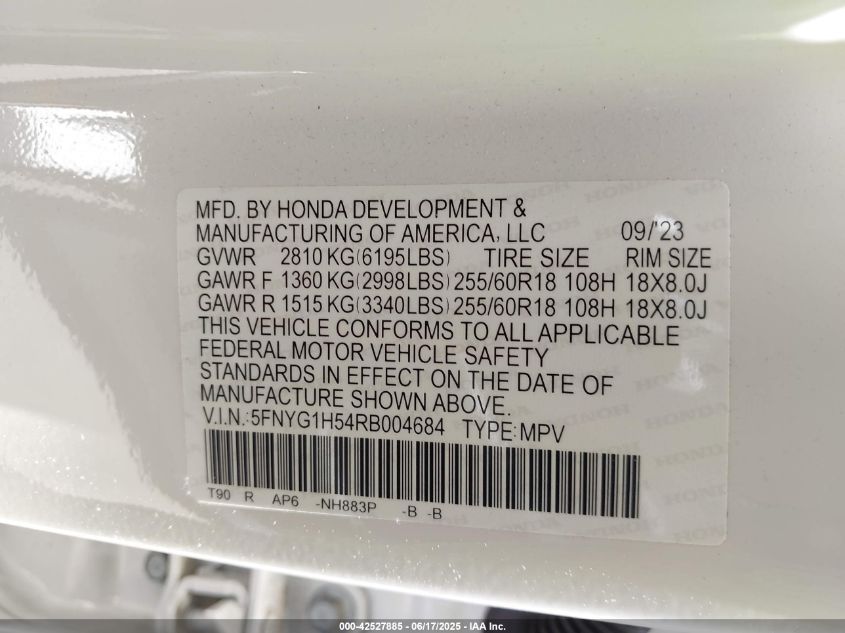 MFD. BY HONDA DEVELOPMENT &
MANUFACTURING OF AMERICA, LLC 09/'23
GVWR 2810 KG(6195LBS) TIRE SIZE RIM SIZE
GAWR F 1360 KG(2998LBS) 255/60R18 108H 18X8.0J
GAWR R 1515 KG(3340LBS) 255/60R18 108H 18X8.0J
THIS VEHICLE CONFORMS TO ALL APPLICABLE
FEDERAL MOTOR VEHICLE SAFETY
STANDARDS IN EFFECT ON THE DATE OF
MANUFACTURE SHOWN ABOVE.
V.I.N.:5FNYG1H54RB004684 TYPE:MPV
T90 R AP6 -NH883P -B -B
000-42527885 - 06/17/2025 - IAA Inc.